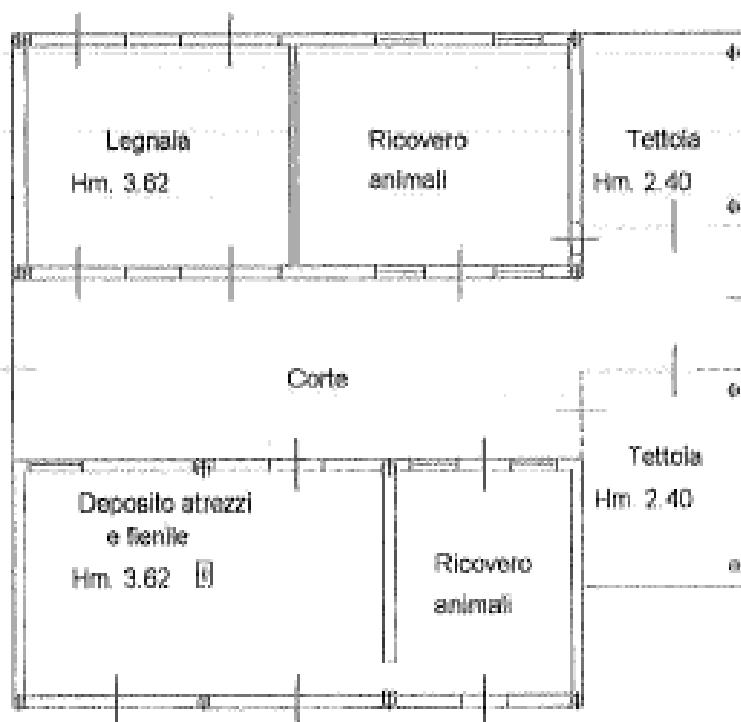 Legnaia
Hm. 3.62
Ricovero
animali
Tettoia
Hm. 2.40
Corte
Deposito atrezzi
e fienile
Hm. 3.62
Ricovero
animali
Tettoia
Hm. 2.40